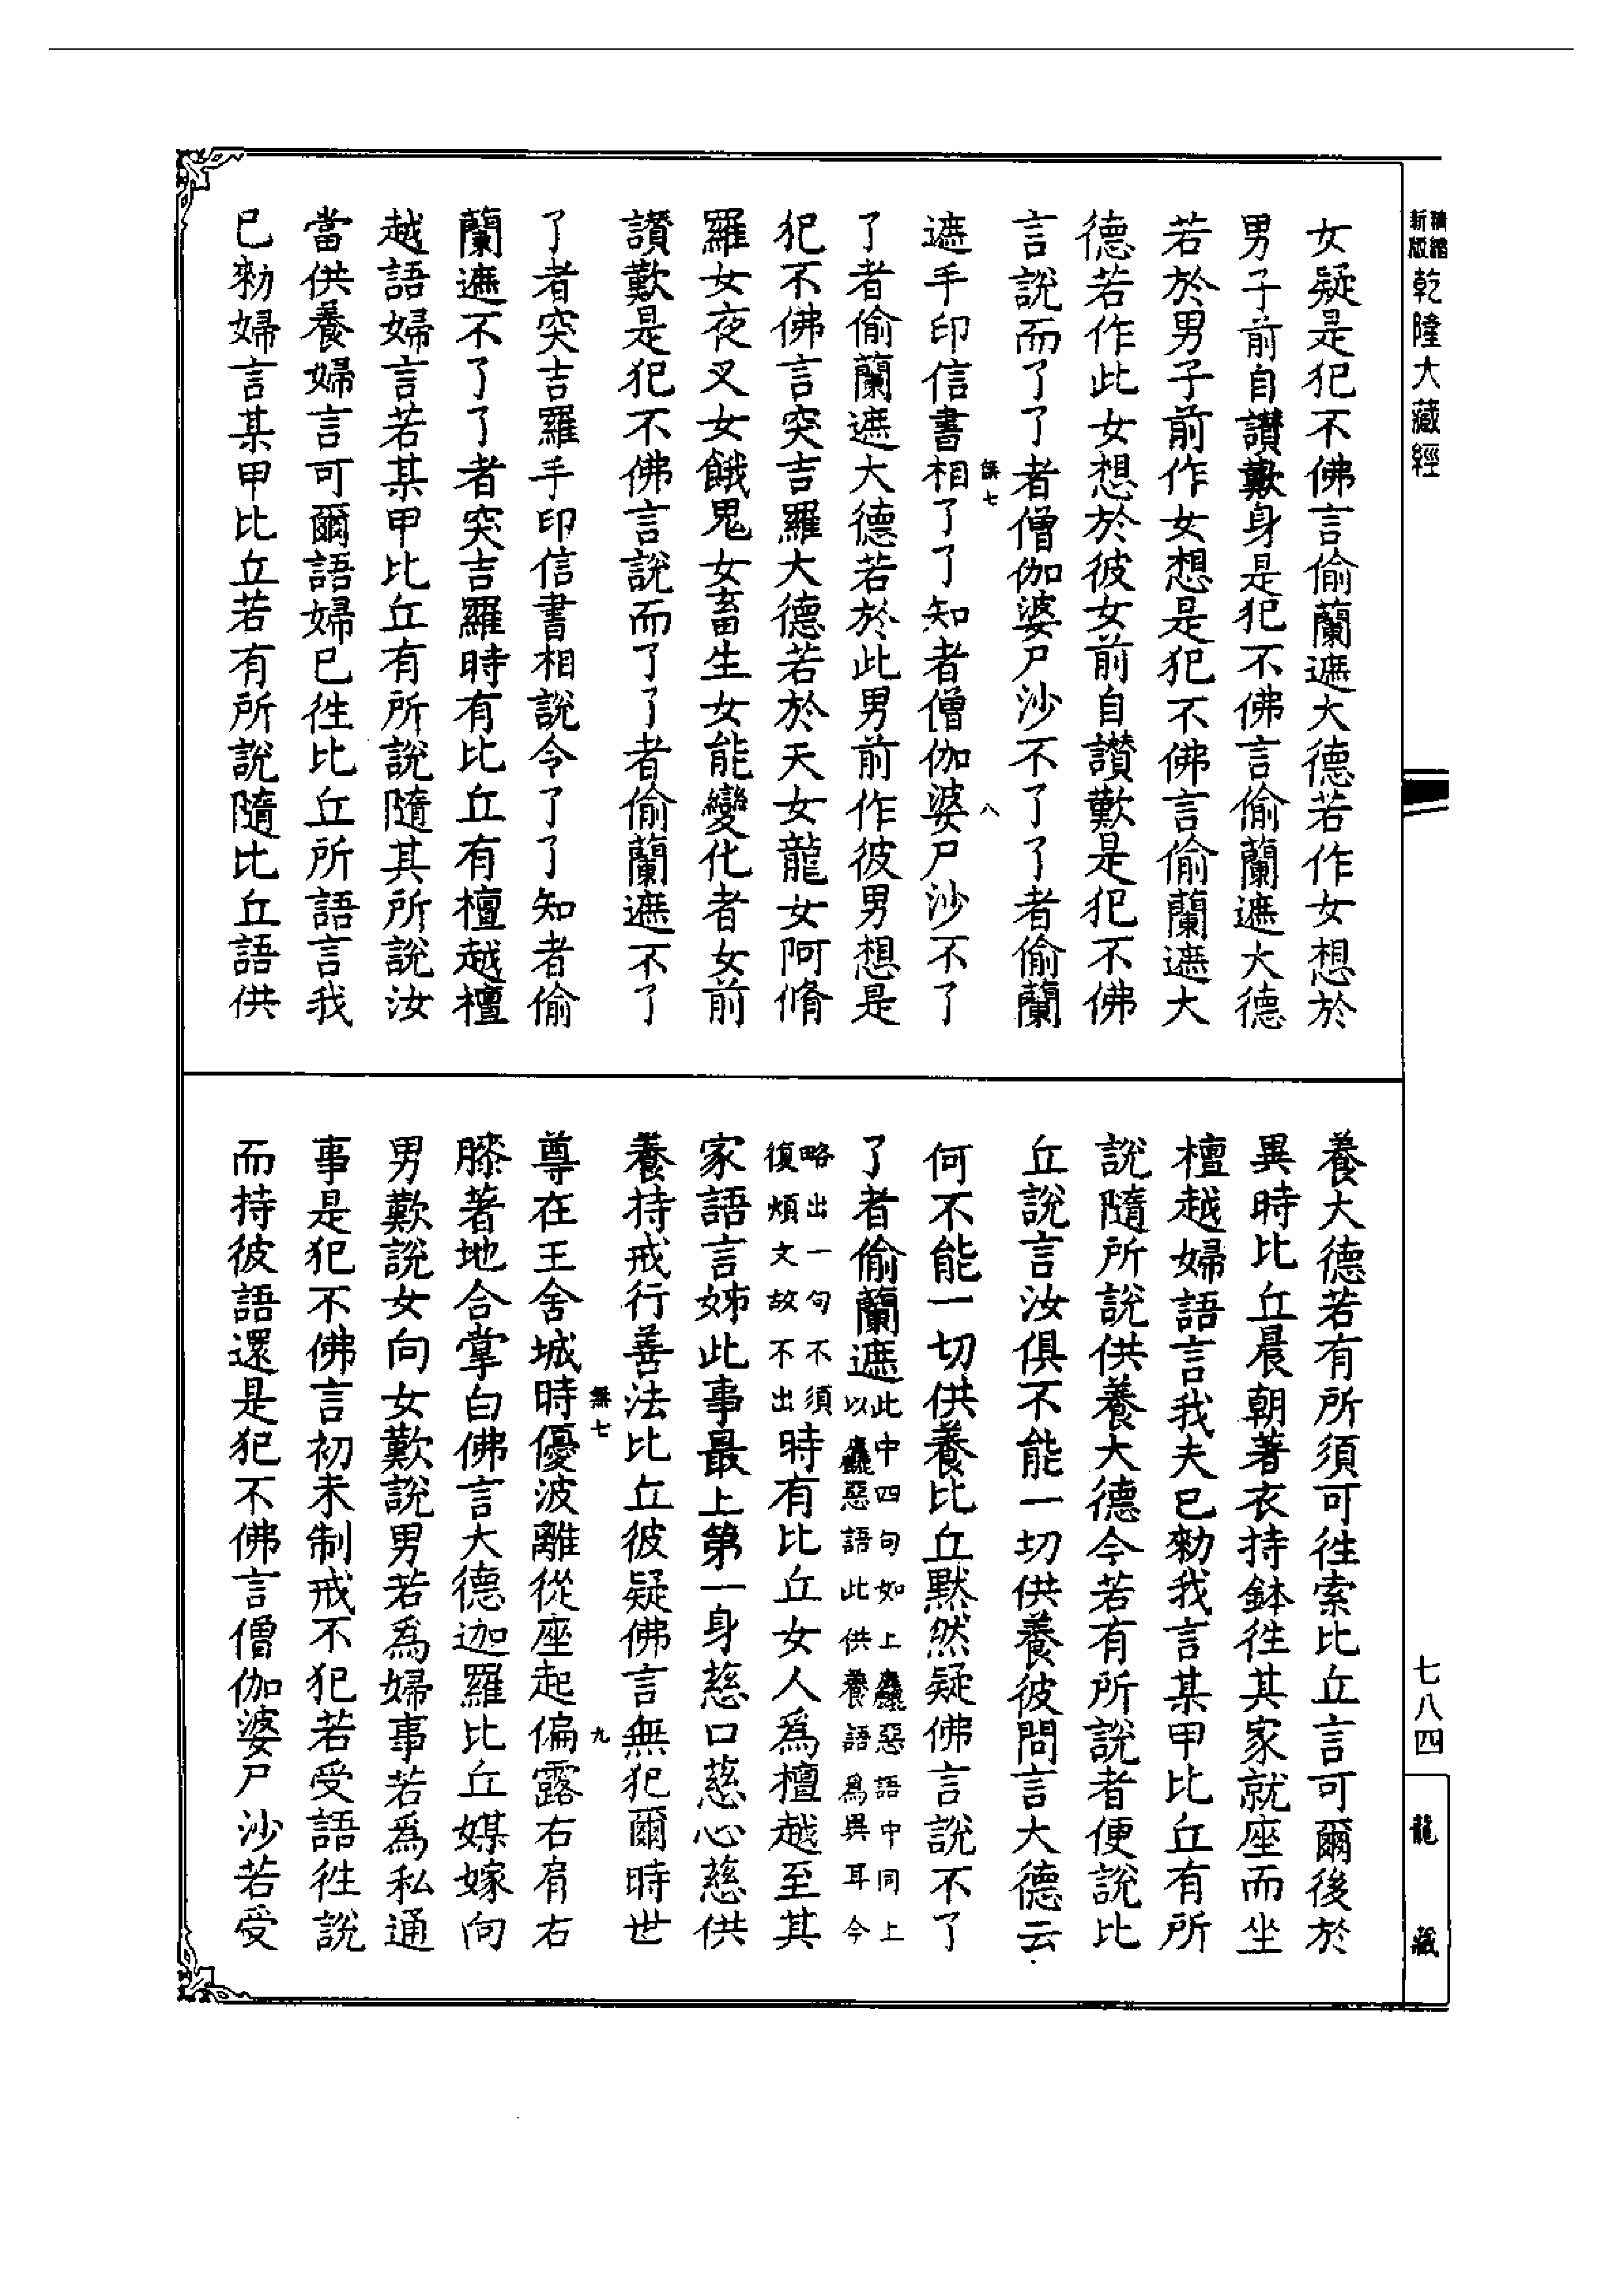 精縮新版
乾隆大藏經
女疑是犯不佛言偷蘭遮大德若作女想於
男子前自讚歎身是犯不佛言偷蘭遮大德
若於男子前作女想是犯不佛言偷蘭遮大
德若作此女想於彼女前自讚歎是犯不佛
言說而了了者僧伽婆尸沙不了了者偷蘭
無七
八
遮手印信書相了了知者僧伽婆尸沙不了
了者偷蘭遮大德若於此男前作彼男想是
犯不佛言突吉羅大德若於天女龍女阿脩
羅女夜叉女餓鬼女畜生女能變化者女前
讚歎是犯不佛言說而了了者偷蘭遮不了
了者突吉羅手印信書相說令了了知者偷
蘭遮不了了者突吉羅時有比丘有檀越檀
越語婦言若某甲比丘有所說隨其所說汝
當供養婦言可爾語婦已徃比丘所語言我
已勑婦言某甲比丘若有所說隨比丘語供
養大德若有所須可徃索比丘言可爾後於
異時比丘晨朝著衣持鉢徃其家就座而坐
檀越婦語言我夫已勑我言某甲比丘有所
說隨所說供養大德今若有所說者便說比
丘說言汝俱不能一切供養彼問言大德云
何不能一切供養比丘默然疑佛言說不了
了者偷蘭遮此中四句如上麤惡語中同上
以麤惡語此供養語爲異耳今
略出一句不須
復煩文故不出時有比丘女人爲檀越至其
家語言姊此事最上第一身慈口慈心慈供
養持戒行善法比丘彼疑佛言無犯爾時世
無七
九
尊在王舍城時優波離從座起偏露右肩右
膝著地合掌白佛言大德迦羅比丘媒嫁向
男歎說女向女歎說男若爲婦事若爲私通
事是犯不佛言初未制戒不犯若受語徃說
而持彼語還是犯不佛言僧伽婆尸沙若受
七八四
龍藏